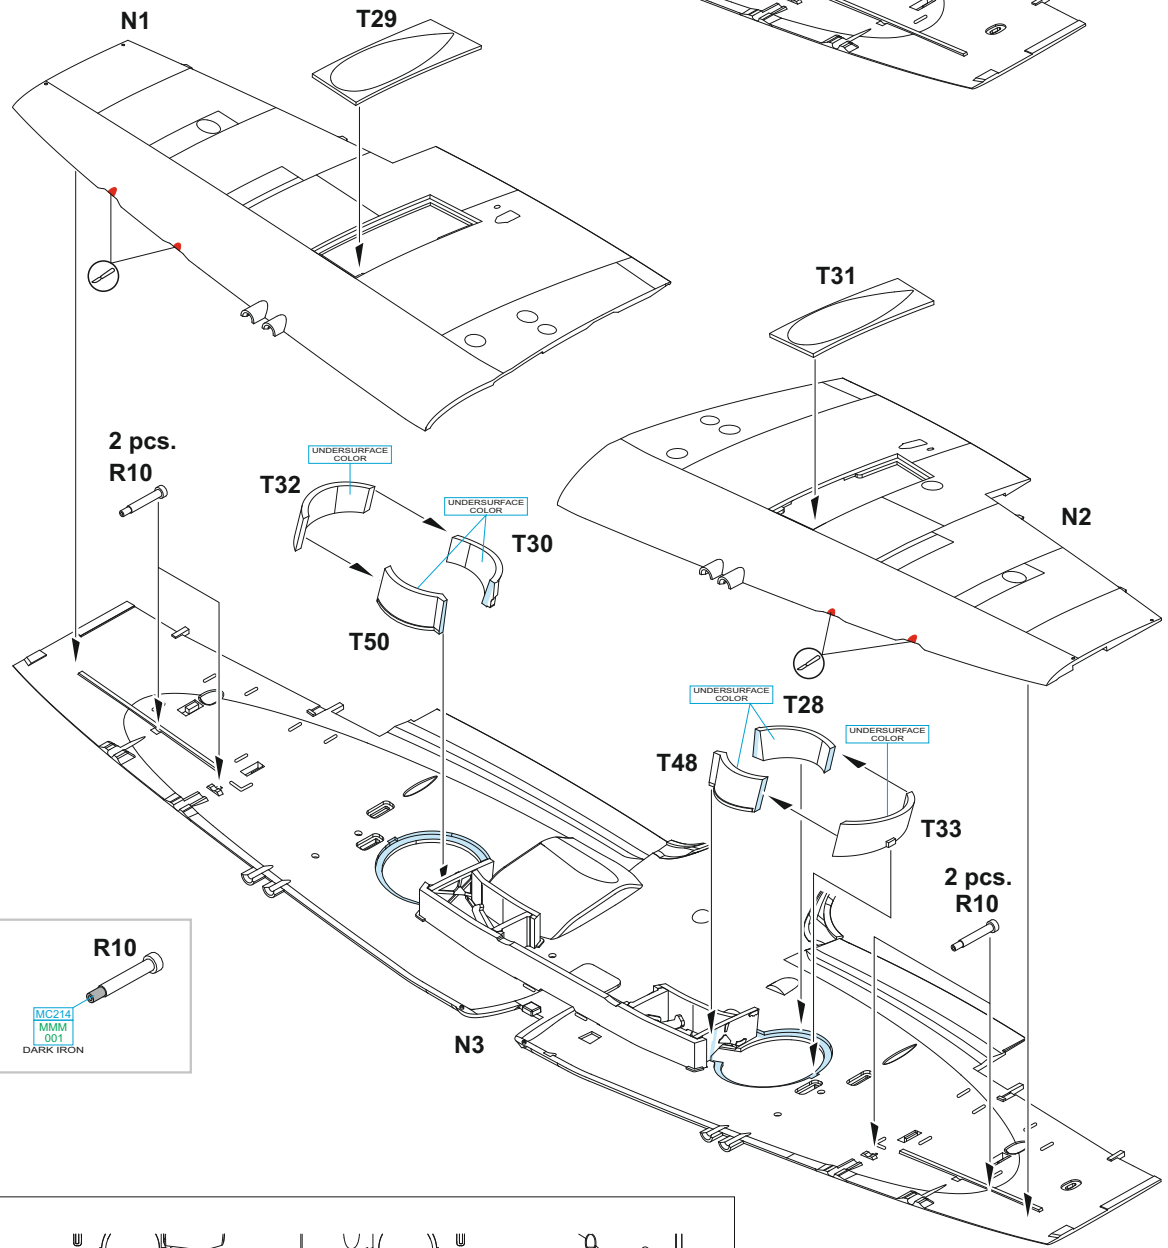 N1
T29
T31
2 pcs.
R10
UNDERSURFACE
COLOR
T32
UNDERSURFACE
COLOR
T30
T50
N2
UNDERSURFACE
COLOR
T28
UNDERSURFACE
COLOR
T48
T33
2 pcs.
R10
R10
MC214
MMM
001
DARK IRON
N3